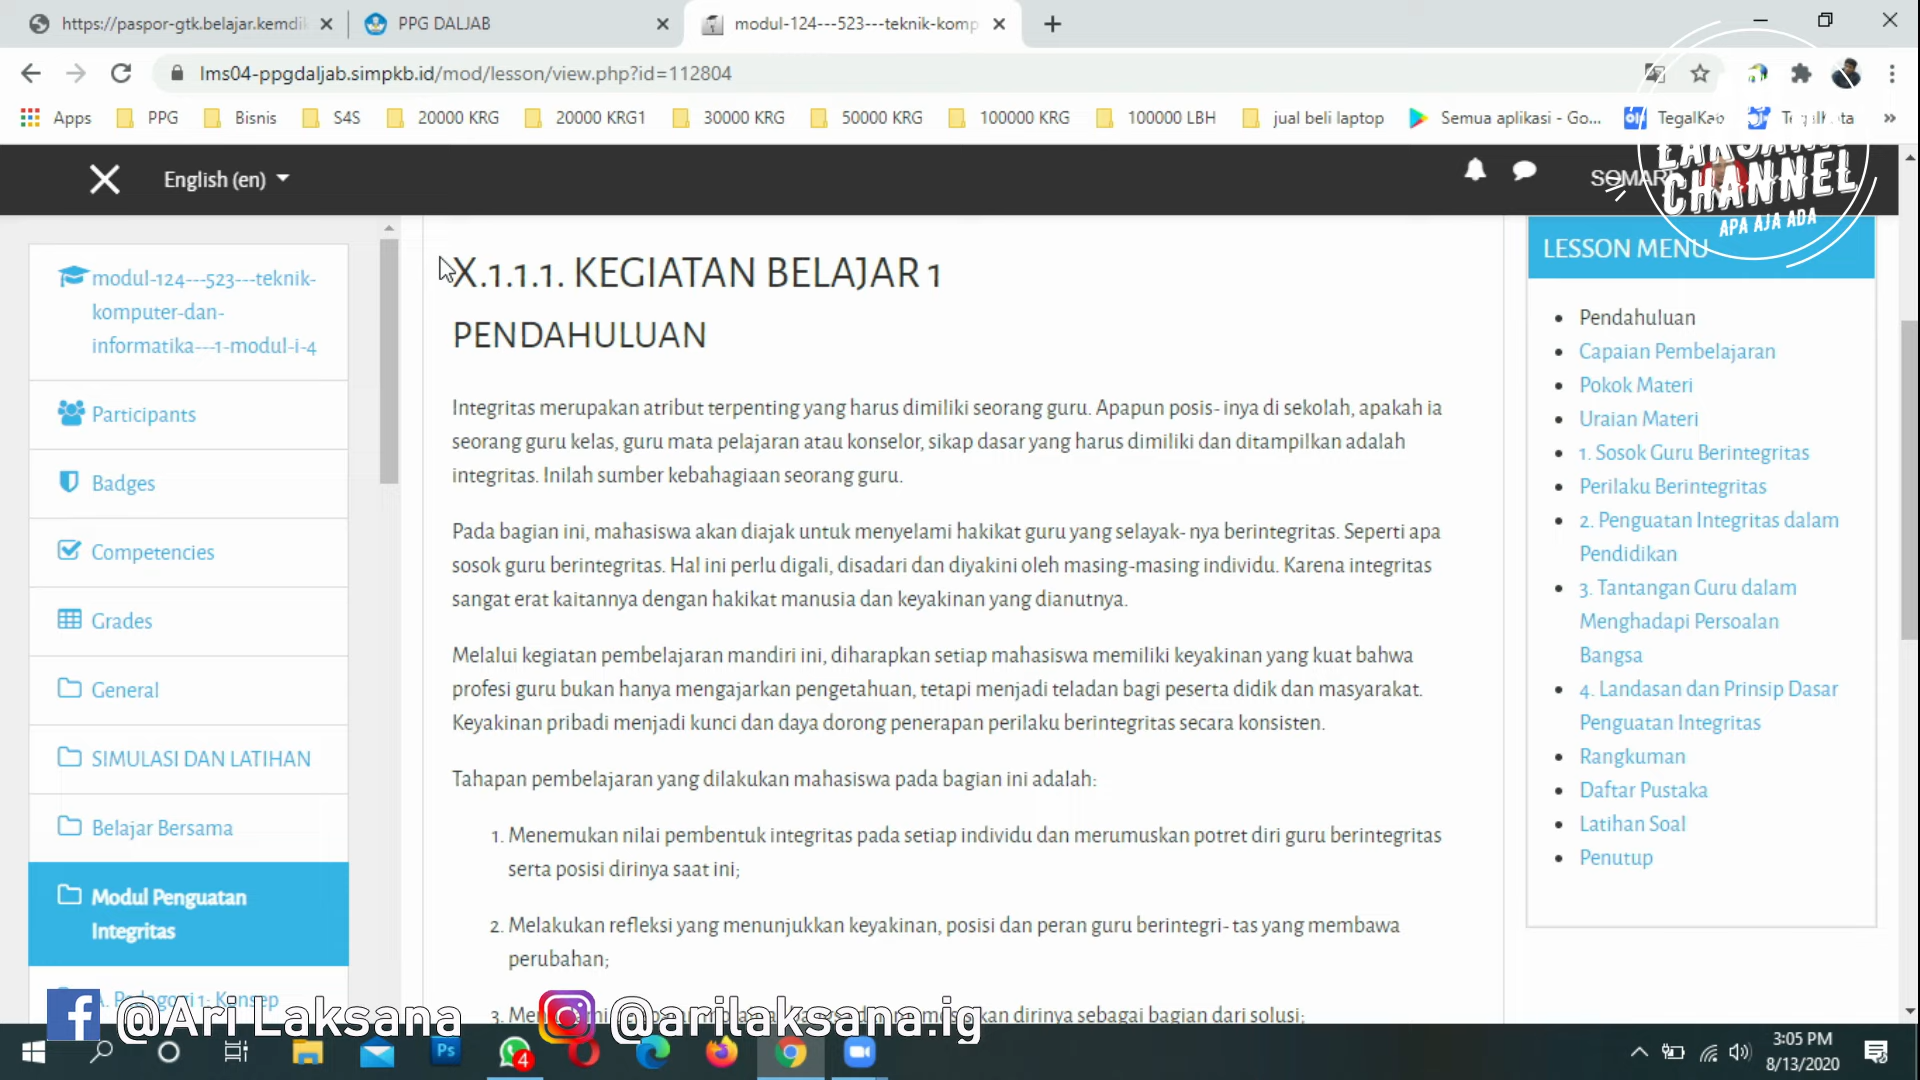 https://paspor-gtk.belajar.kemdi
PPG DALJAB
modul-124---523---teknik-komp
lms04-ppgdaljab.simpkb.id/mod/lesson/view.php?id=112804
Apps
PPG
Bisnis
S4S
20000 KRG
20000 KRG1
30000 KRG
50000 KRG
100000 KRG
100000 LBH
jual beli laptop
Semua aplikasi - Go...
TegalKab
English (en)
LAKSANA
CHANNEL
APA AJA ADA
modul-124---523---teknik-
komputer-dan-
informatika---1-modul-i-4
Participants
Badges
Competencies
Grades
General
SIMULASI DAN LATIHAN
Belajar Bersama
Modul Penguatan
Integritas
X.1.1.1. KEGIATAN BELAJAR 1
PENDAHULUAN
Integritas merupakan atribut terpenting yang harus dimiliki seorang guru. Apapun posis- inya di sekolah, apakah ia
seorang guru kelas, guru mata pelajaran atau konselor, sikap dasar yang harus dimiliki dan ditampilkan adalah
integritas. Inilah sumber kebahagiaan seorang guru.
Pada bagian ini, mahasiswa akan diajak untuk menyelami hakikat guru yang selayak- nya berintegritas. Seperti apa
sosok guru berintegritas. Hal ini perlu digali, disadari dan diyakini oleh masing-masing individu. Karena integritas
sangat erat kaitannya dengan hakikat manusia dan keyakinan yang dianutnya.
Melalui kegiatan pembelajaran mandiri ini, diharapkan setiap mahasiswa memiliki keyakinan yang kuat bahwa
profesi guru bukan hanya mengajarkan pengetahuan, tetapi menjadi teladan bagi peserta didik dan masyarakat.
Keyakinan pribadi menjadi kunci dan daya dorong penerapan perilaku berintegritas secara konsisten.
Tahapan pembelajaran yang dilakukan mahasiswa pada bagian ini adalah:
1. Menemukan nilai pembentuk integritas pada setiap individu dan merumuskan potret diri guru berintegritas
serta posisi dirinya saat ini;
2. Melakukan refleksi yang menunjukkan keyakinan, posisi dan peran guru berintegri- tas yang membawa
perubahan;
3. dirinya sebagai bagian dari solusi;
LESSON MENU
Pendahuluan
Capaian Pembelajaran
Pokok Materi
Uraian Materi
1. Sosok Guru Berintegritas
Perilaku Berintegritas
2. Penguatan Integritas dalam
Pendidikan
3. Tantangan Guru dalam
Menghadapi Persoalan
Bangsa
4. Landasan dan Prinsip Dasar
Penguatan Integritas
Rangkuman
Daftar Pustaka
Latihan Soal
Penutup
@Ari Laksana
@arilaksana.ig
Ps
4
3:05 PM
8/13/2020